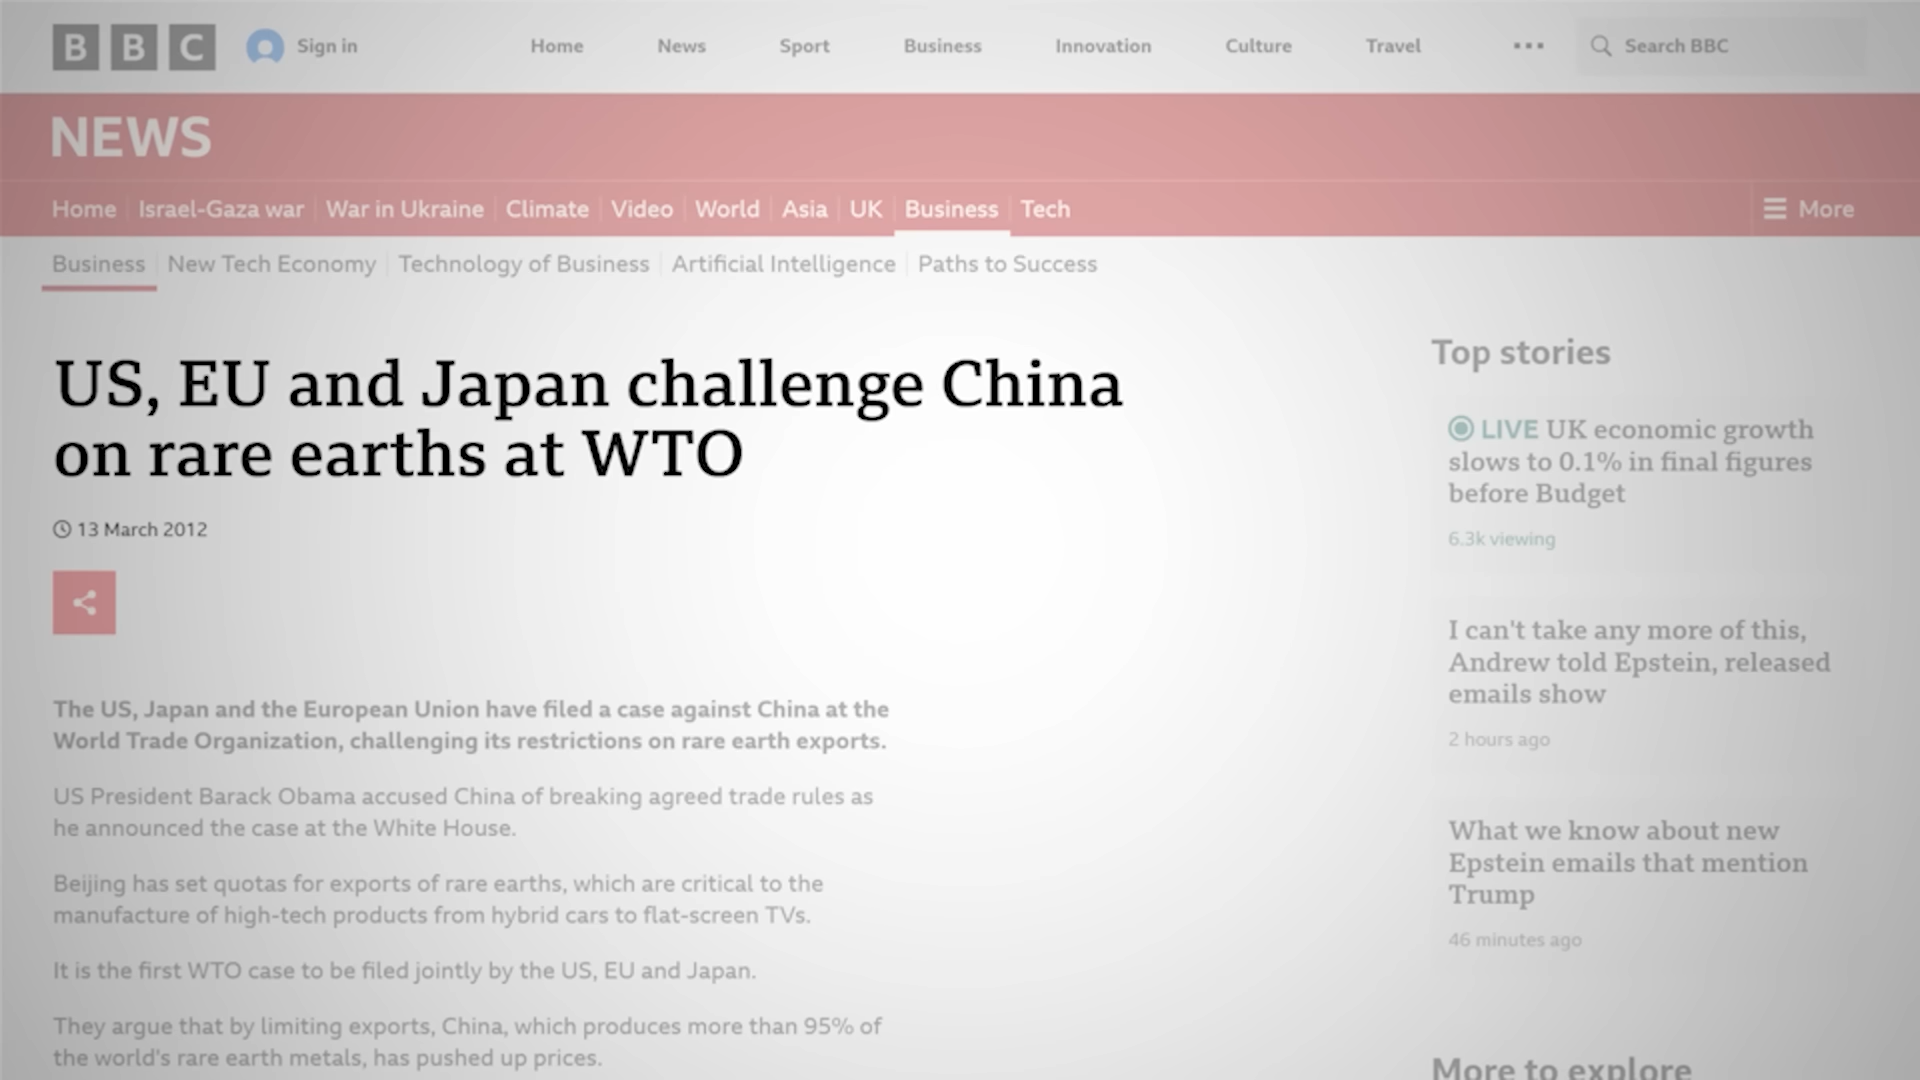 BBC
Sign in
Home
News
Sport
Business
Innovation
Culture
Travel
Search BBC
NEWS
Home
Israel-Gaza war
War in Ukraine
Climate
Video
World
Asia
UK
Business
Tech
More
Business
New Tech Economy
Technology of Business
Artificial Intelligence
Paths to Success
US, EU and Japan challenge China
on rare earths at WTO
13 March 2012
The US, Japan and the European Union have filed a case against China at the
World Trade Organization, challenging its restrictions on rare earth exports.
US President Barack Obama accused China of breaking agreed trade rules as
he announced the case at the White House.
Beijing has set quotas for exports of rare earths, which are critical to the
manufacture of high-tech products from hybrid cars to flat-screen TVs.
It is the first WTO case to be filed jointly by the US, EU and Japan.
They argue that by limiting exports, China, which produces more than 95% of
the world's rare earth metals, has pushed up prices.
Top stories
LIVE UK economic growth
slows to 0.1% in final figures
before Budget
6.3k viewing
I can't take any more of this,
Andrew told Epstein, released
emails show
2 hours ago
What we know about new
Epstein emails that mention
Trump
46 minutes ago
More to explore